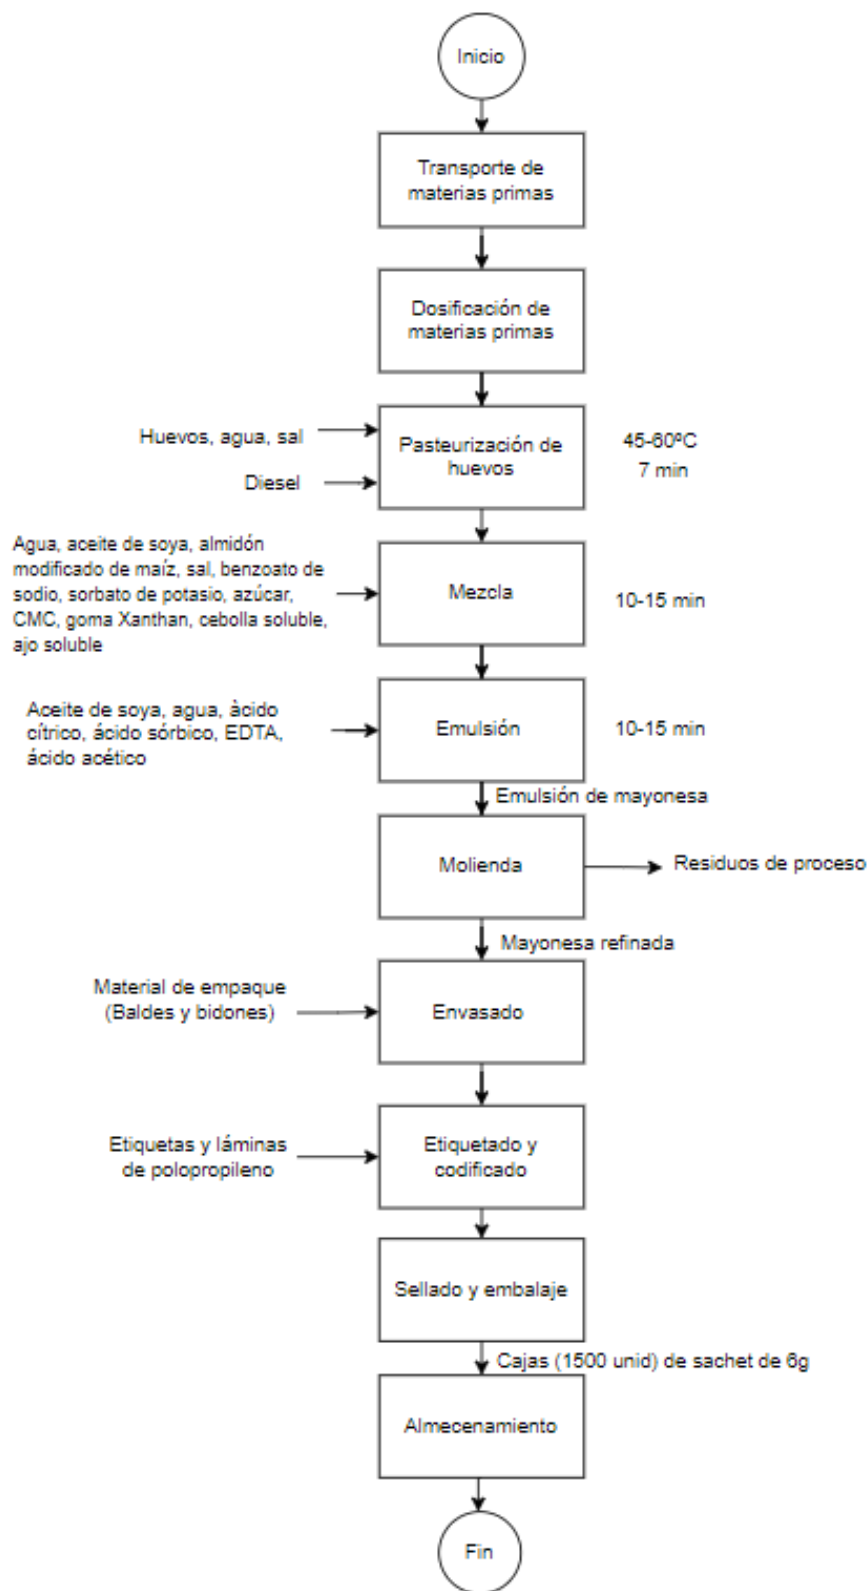 Inicio
Transporte de
materias primas
Dosificación de
materias primas
Huevos, agua, sal
Diesel
Pasteurización de
huevos
45-60ºC
7 min
Agua, aceite de soya, almidón
modificado de maíz, sal, benzoato de
sodio, sorbato de potasio, azúcar,
CMC, goma Xanthan, cebolla soluble,
ajo soluble
Mezcla
10-15 min
Aceite de soya, agua, àcido
cítrico, ácido sórbico, EDTA,
ácido acético
Emulsión
10-15 min
Emulsión de mayonesa
Molienda
Residuos de proceso
Mayonesa refinada
Material de empaque
(Baldes y bidones)
Envasado
Etiquetas y láminas
de polopropileno
Etiquetado y
codificado
Sellado y embalaje
Cajas (1500 unid) de sachet de 6g
Almecenamiento
Fin